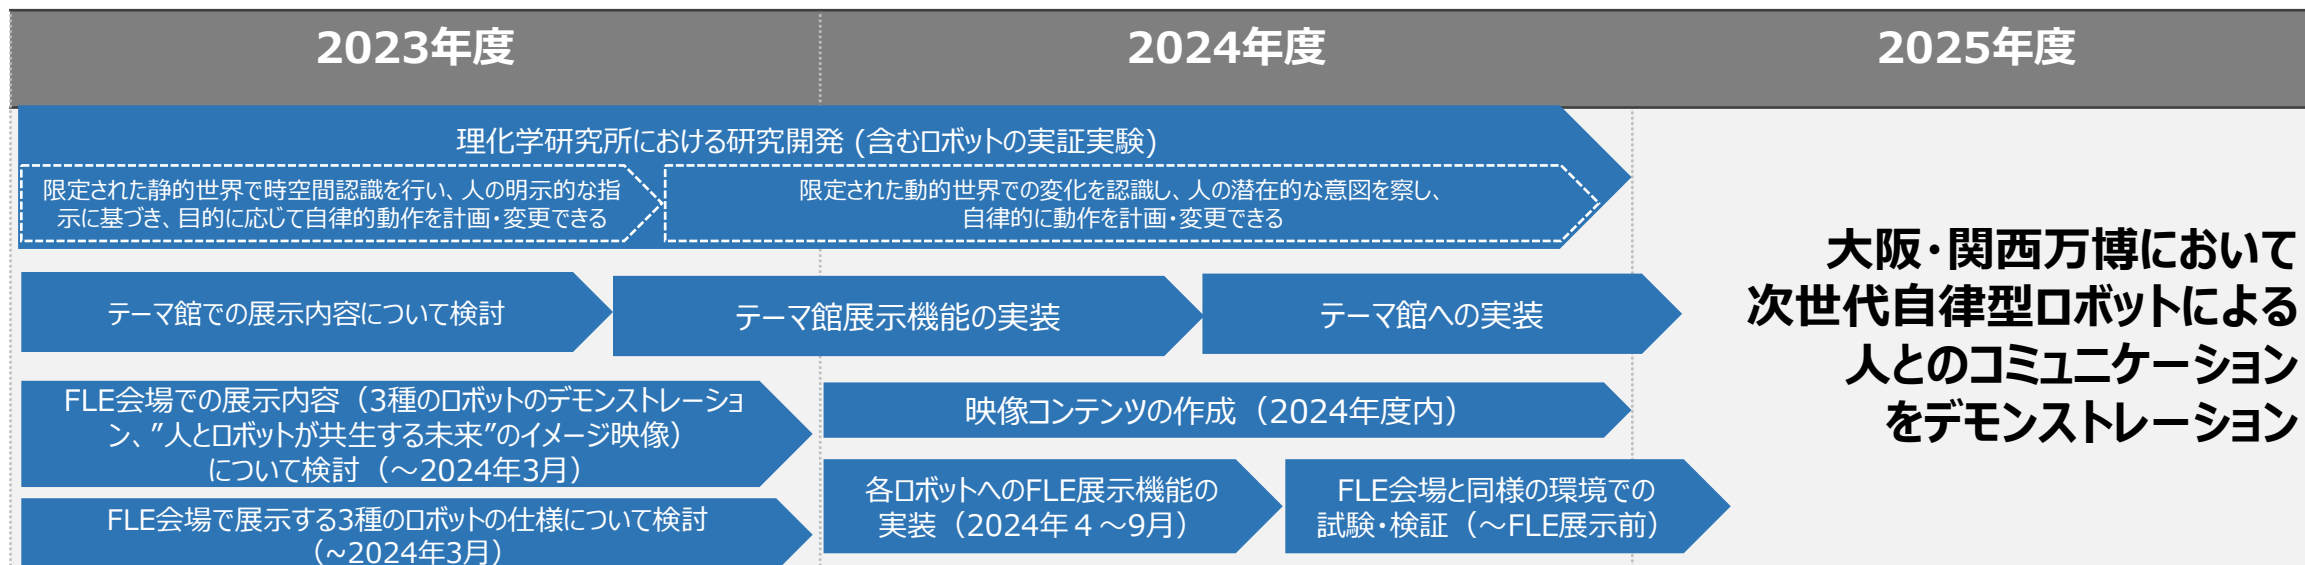 2023年度
2024年度
2025年度
理化学研究所における研究開発 (含むロボットの実証実験)
限定された静的世界で時空間認識を行い、人の明示的な指
示に基づき、目的に応じて自律的動作を計画・変更できる
限定された動的世界での変化を認識し、人の潜在的な意図を察し、
自律的に動作を計画・変更できる
テーマ館での展示内容について検討
テーマ館展示機能の実装
テーマ館への実装
FLE会場での展示内容（3種のロボットのデモンストレーショ
ン、”人とロボットが共生する未来”のイメージ映像）
について検討（～2024年3月）
映像コンテンツの作成（2024年度内）
FLE会場で展示する3種のロボットの仕様について検討
（~2024年3月）
各ロボットへのFLE展示機能の
実装（2024年４～9月）
FLE会場と同様の環境での
試験・検証（～FLE展示前）
大阪・関西万博において
次世代自律型ロボットによる
人とのコミュニケーション
をデモンストレーション